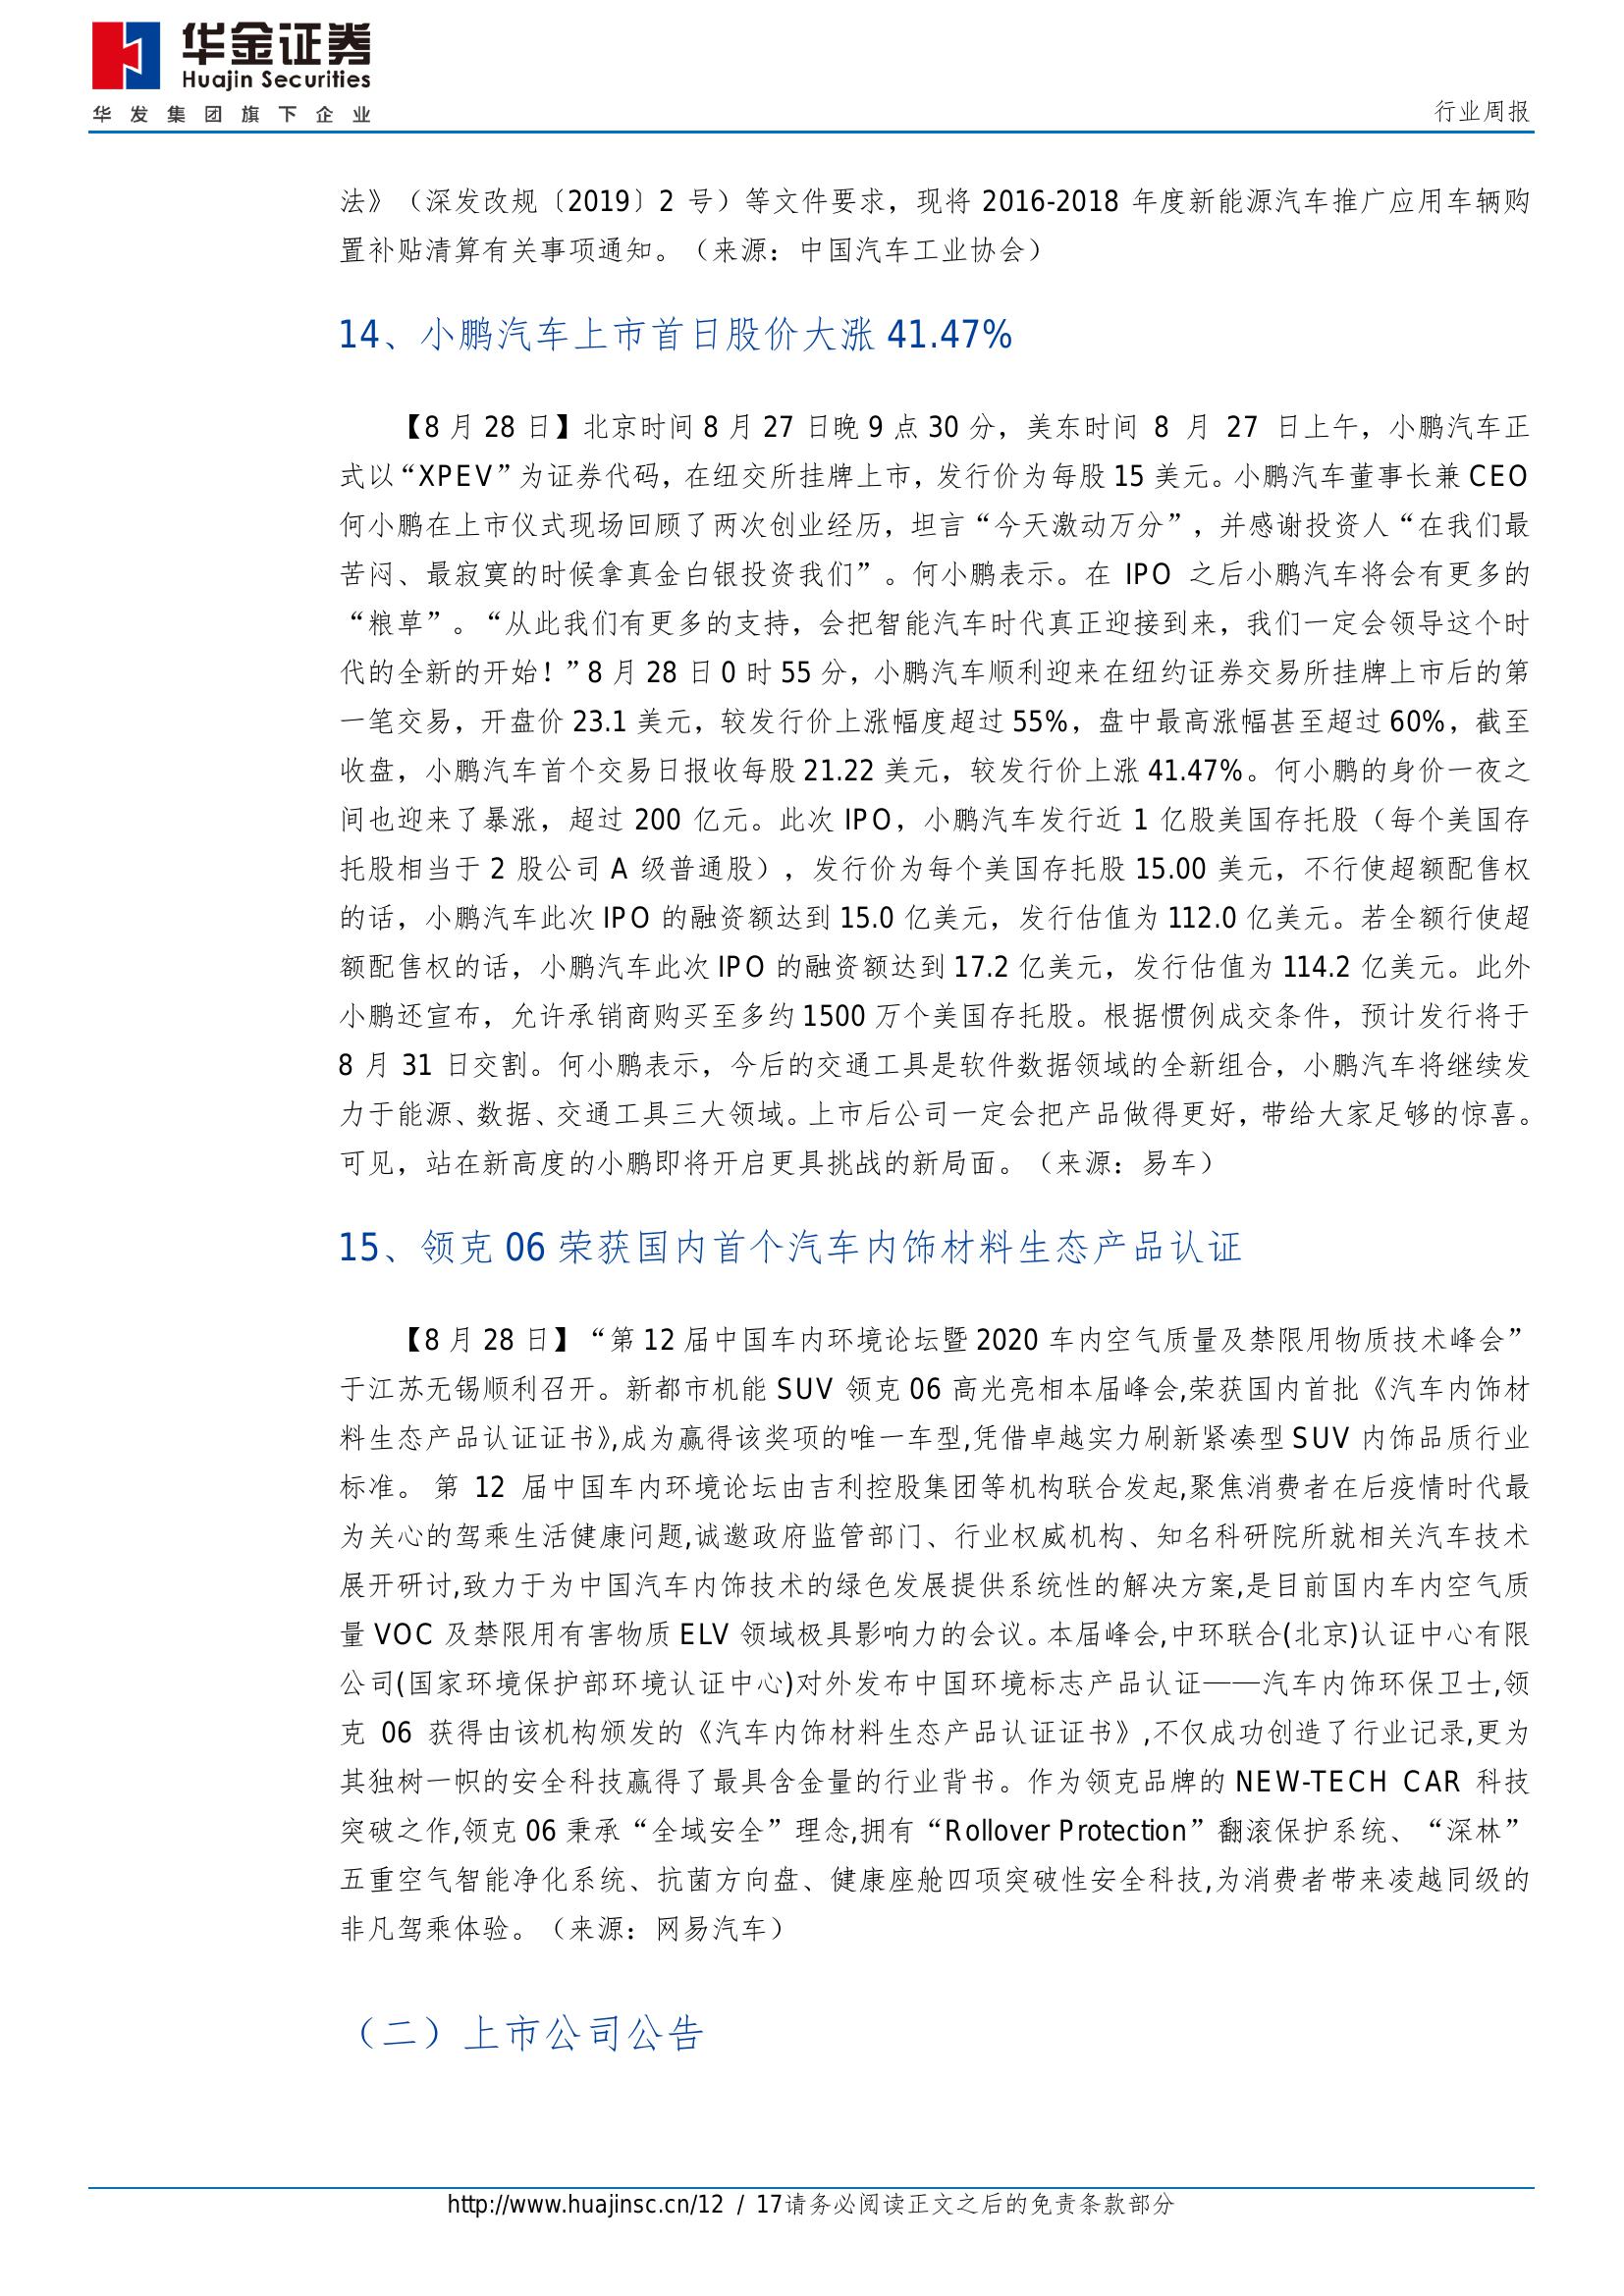 华金证券
Huajin Securities
华发集团旗下企业
行业周报
法》（深发改规〔2019〕2 号）等文件要求，现将 2016-2018 年度新能源汽车推广应用车辆购
置补贴清算有关事项通知。（来源：中国汽车工业协会）
14、小鹏汽车上市首日股价大涨 41.47%
【8 月 28 日】北京时间 8 月 27 日晚 9 点 30 分，美东时间 8 月 27 日上午，小鹏汽车正
式以“XPEV”为证券代码，在纽交所挂牌上市，发行价为每股 15 美元。小鹏汽车董事长兼 CEO
何小鹏在上市仪式现场回顾了两次创业经历，坦言“今天激动万分”，并感谢投资人“在我们最
苦闷、最寂寞的时候拿真金白银投资我们”。何小鹏表示。在 IPO 之后小鹏汽车将会有更多的
“粮草”。“从此我们有更多的支持，会把智能汽车时代真正迎接到来，我们一定会领导这个时
代的全新的开始！”8 月 28 日 0 时 55 分，小鹏汽车顺利迎来在纽约证券交易所挂牌上市后的第
一笔交易，开盘价 23.1 美元，较发行价上涨幅度超过 55%，盘中最高涨幅甚至超过 60%，截至
收盘，小鹏汽车首个交易日报收每股 21.22 美元，较发行价上涨 41.47%。何小鹏的身价一夜之
间也迎来了暴涨，超过 200 亿元。此次 IPO，小鹏汽车发行近 1 亿股美国存托股（每个美国存
托股相当于 2 股公司 A 级普通股），发行价为每个美国存托股 15.00 美元，不行使超额配售权
的话，小鹏汽车此次 IPO 的融资额达到 15.0 亿美元，发行估值为 112.0 亿美元。若全额行使超
额配售权的话，小鹏汽车此次 IPO 的融资额达到 17.2 亿美元，发行估值为 114.2 亿美元。此外
小鹏还宣布，允许承销商购买至多约 1500 万个美国存托股。根据惯例成交条件，预计发行将于
8 月 31 日交割。何小鹏表示，今后的交通工具是软件数据领域的全新组合，小鹏汽车将继续发
力于能源、数据、交通工具三大领域。上市后公司一定会把产品做得更好，带给大家足够的惊喜。
可见，站在新高度的小鹏即将开启更具挑战的新局面。（来源：易车）
15、领克 06 荣获国内首个汽车内饰材料生态产品认证
【8 月 28 日】“第 12 届中国车内环境论坛暨 2020 车内空气质量及禁限用物质技术峰会”
于江苏无锡顺利召开。新都市机能 SUV 领克 06 高光亮相本届峰会,荣获国内首批《汽车内饰材
料生态产品认证证书》,成为赢得该奖项的唯一车型,凭借卓越实力刷新紧凑型 SUV 内饰品质行业
标准。 第 12 届中国车内环境论坛由吉利控股集团等机构联合发起,聚焦消费者在后疫情时代最
为关心的驾乘生活健康问题,诚邀政府监管部门、行业权威机构、知名科研院所就相关汽车技术
展开研讨,致力于为中国汽车内饰技术的绿色发展提供系统性的解决方案,是目前国内车内空气质
量 VOC 及禁限用有害物质 ELV 领域极具影响力的会议。本届峰会,中环联合(北京)认证中心有限
公司(国家环境保护部环境认证中心)对外发布中国环境标志产品认证——汽车内饰环保卫士,领
克 06 获得由该机构颁发的《汽车内饰材料生态产品认证证书》,不仅成功创造了行业记录,更为
其独树一帜的安全科技赢得了最具含金量的行业背书。作为领克品牌的 NEW-TECH CAR 科技
突破之作,领克 06 秉承“全域安全”理念,拥有“Rollover Protection”翻滚保护系统、“深林”
五重空气智能净化系统、抗菌方向盘、健康座舱四项突破性安全科技,为消费者带来凌越同级的
非凡驾乘体验。（来源：网易汽车）
（二）上市公司公告
http://www.huajinsc.cn/12 / 17请务必阅读正文之后的免责条款部分